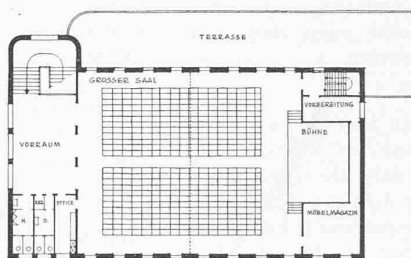 TERRASSE
GROSSER SAAL
VORBEREITUNG
BÜHNE
VORRAUM
OFFICE
H.
D.
MÖBELMAGAZIN